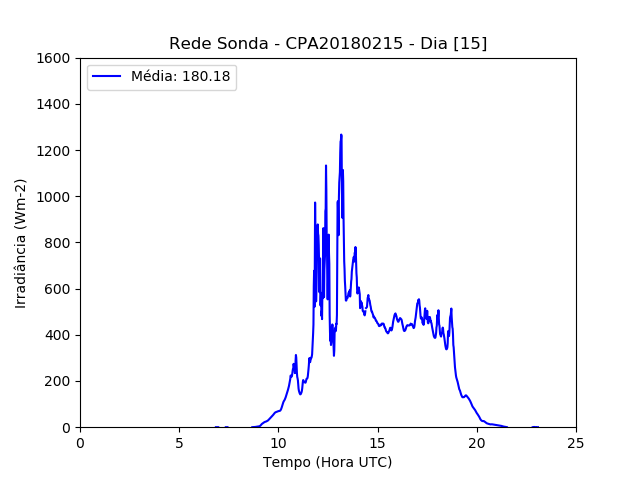 Rede Sonda - CPA20180215 - Dia [15]
Média: 180.18
1600
1400
1200
1000
800
600
400
200
0
Irradiância (Wm-2)
0 5 10 15 20 25
Tempo (Hora UTC)